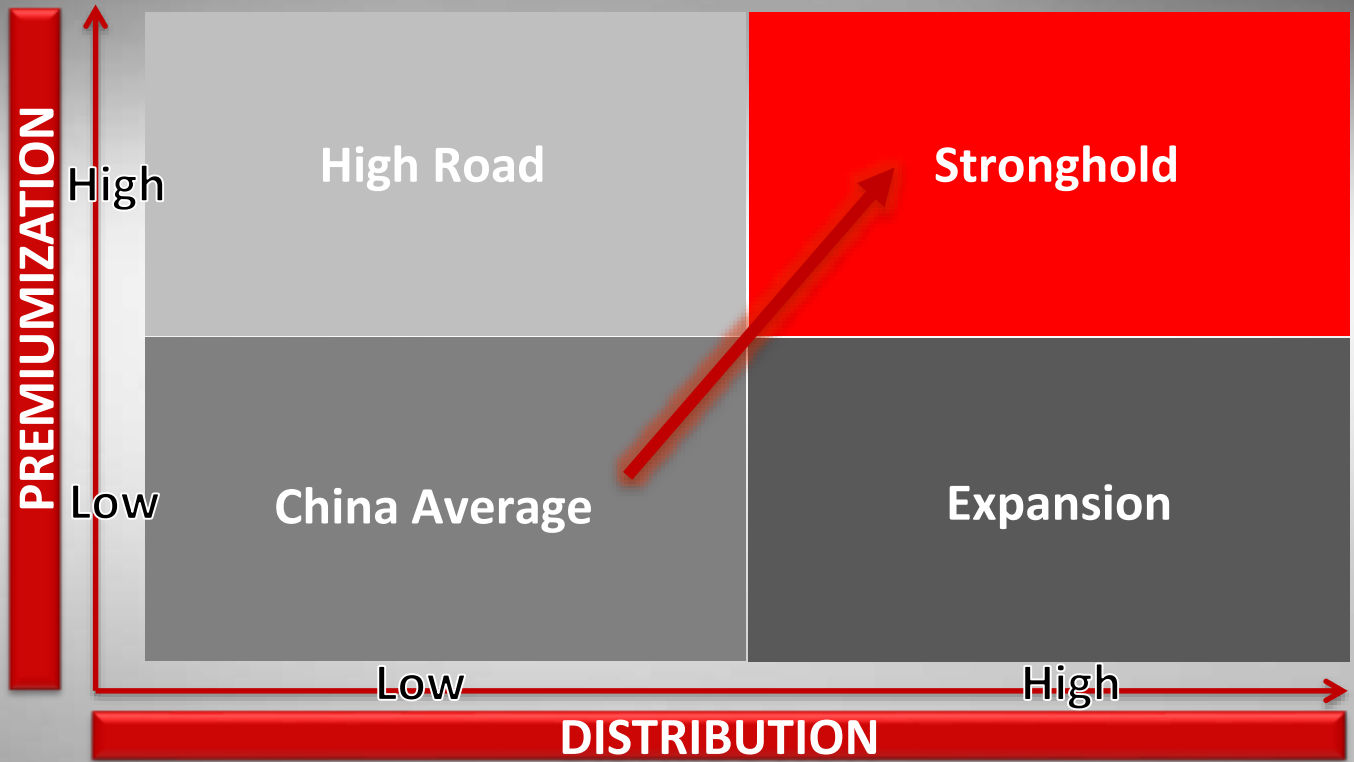 PREMIUMIZATION
High
High Road
Stronghold
Low
China Average
Expansion
Low
High
DISTRIBUTION